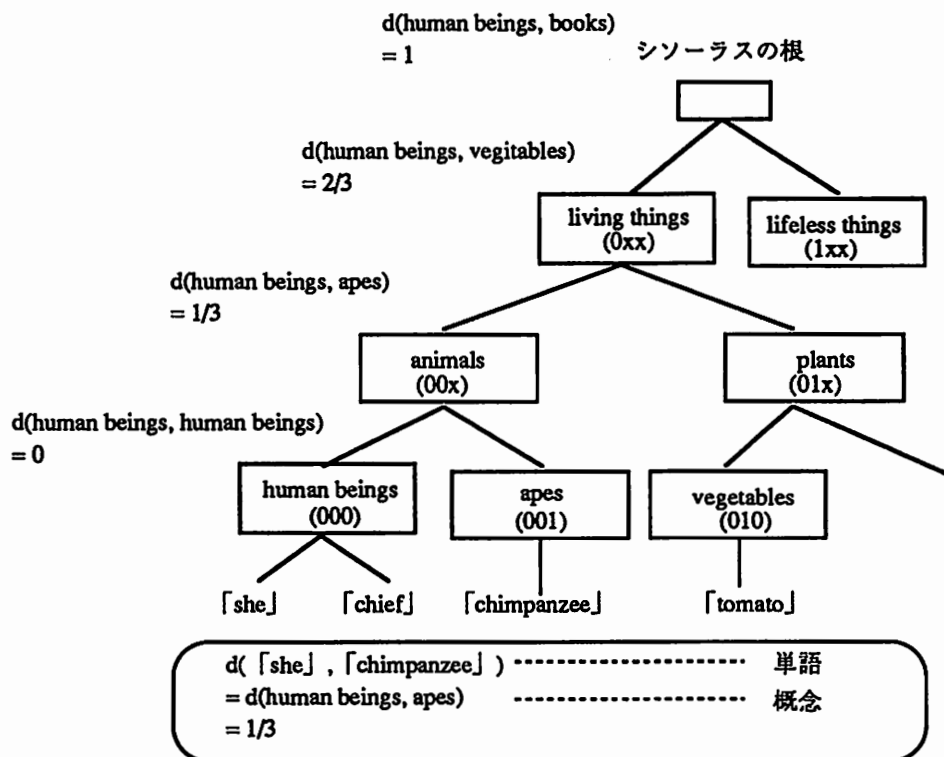 d(human beings, books)
= 1
シソーラスの根
d(human beings, vegitables)
= 2/3
living things
(0xx)
lifeless things
(1xx)
d(human beings, apes)
= 1/3
animals
(00x)
plants
(01x)
d(human beings, human beings)
= 0
human beings
(000)
apes
(001)
vegetables
(010)
「she」 「chief」 「chimpanzee」 「tomato」
d(「she」,「chimpanzee」) 単語
= d(human beings, apes) 概念
= 1/3